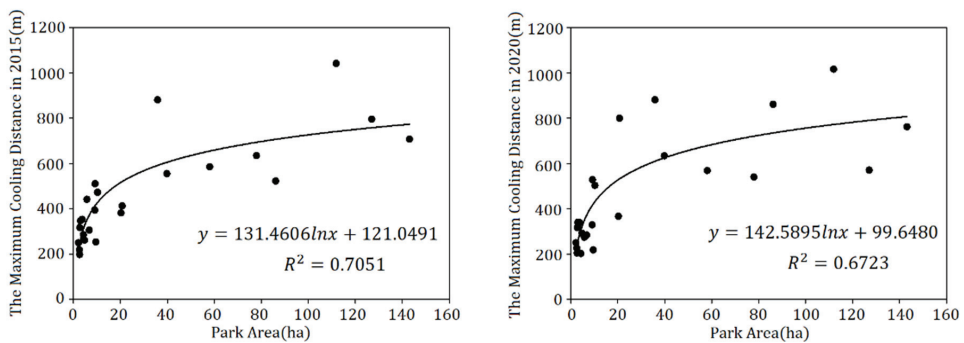 The Maximum Cooling Distance in 2015(m)
1200
1000
800
600
400
200
0
y = 131.4606lnx + 121.0491
R² = 0.7051
0 20 40 60 80 100 120 140 160
Park Area(ha)
The Maximum Cooling Distance in 2020(m)
1200
1000
800
600
400
200
0
y = 142.5895lnx + 99.6480
R² = 0.6723
0 20 40 60 80 100 120 140 160
Park Area(ha)